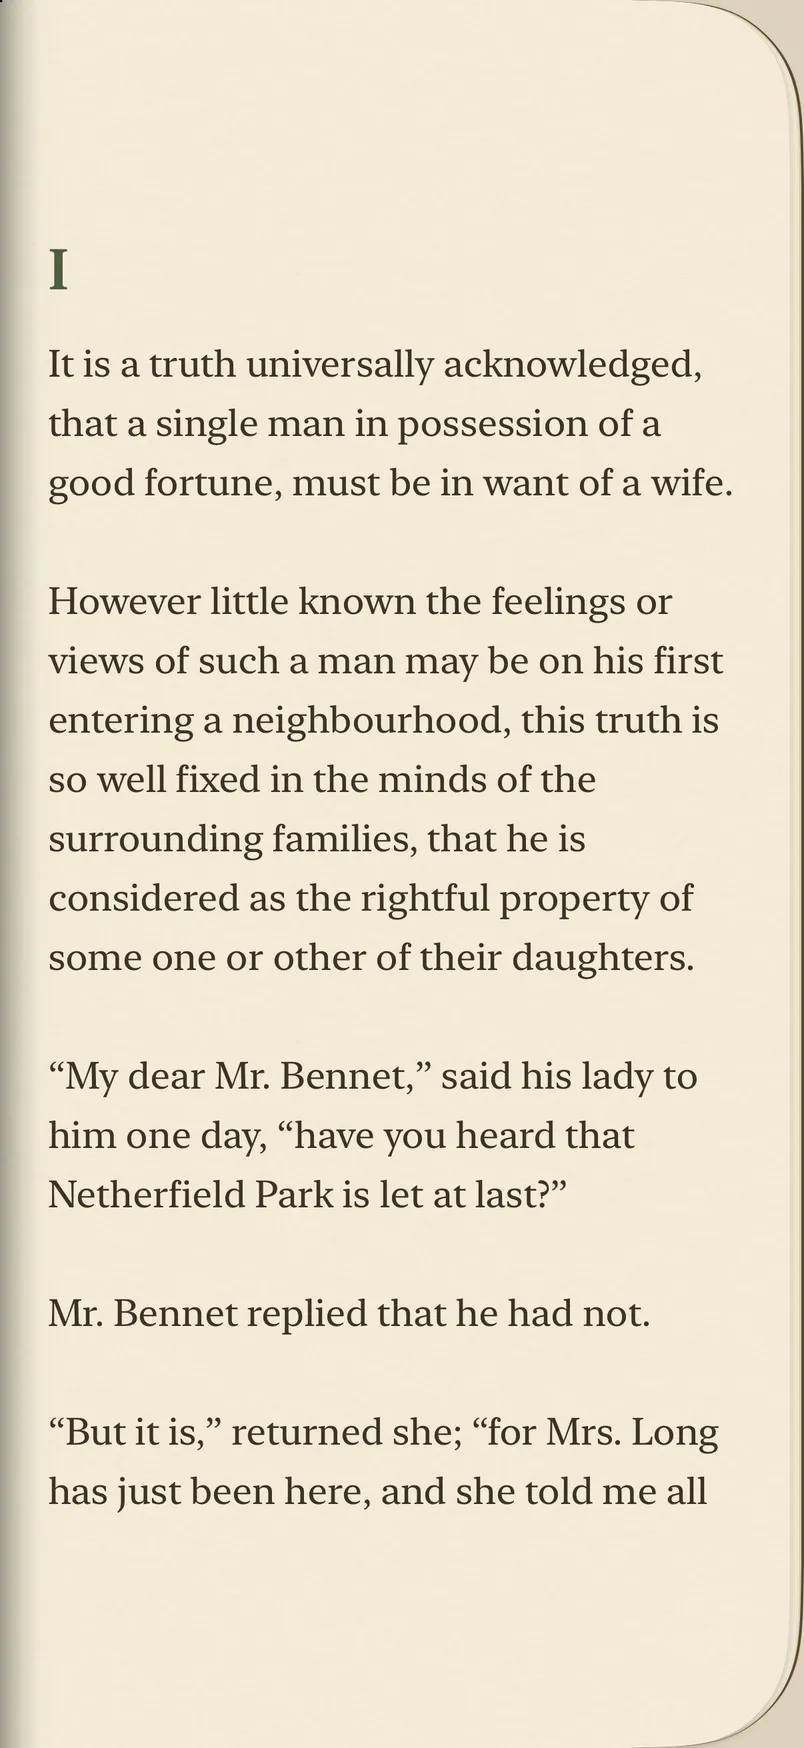 I
It is a truth universally acknowledged,
that a single man in possession of a
good fortune, must be in want of a wife.
However little known the feelings or
views of such a man may be on his first
entering a neighbourhood, this truth is
so well fixed in the minds of the
surrounding families, that he is
considered as the rightful property of
some one or other of their daughters.
“My dear Mr. Bennet,” said his lady to
him one day, “have you heard that
Netherfield Park is let at last?”
Mr. Bennet replied that he had not.
“But it is,” returned she; “for Mrs. Long
has just been here, and she told me all